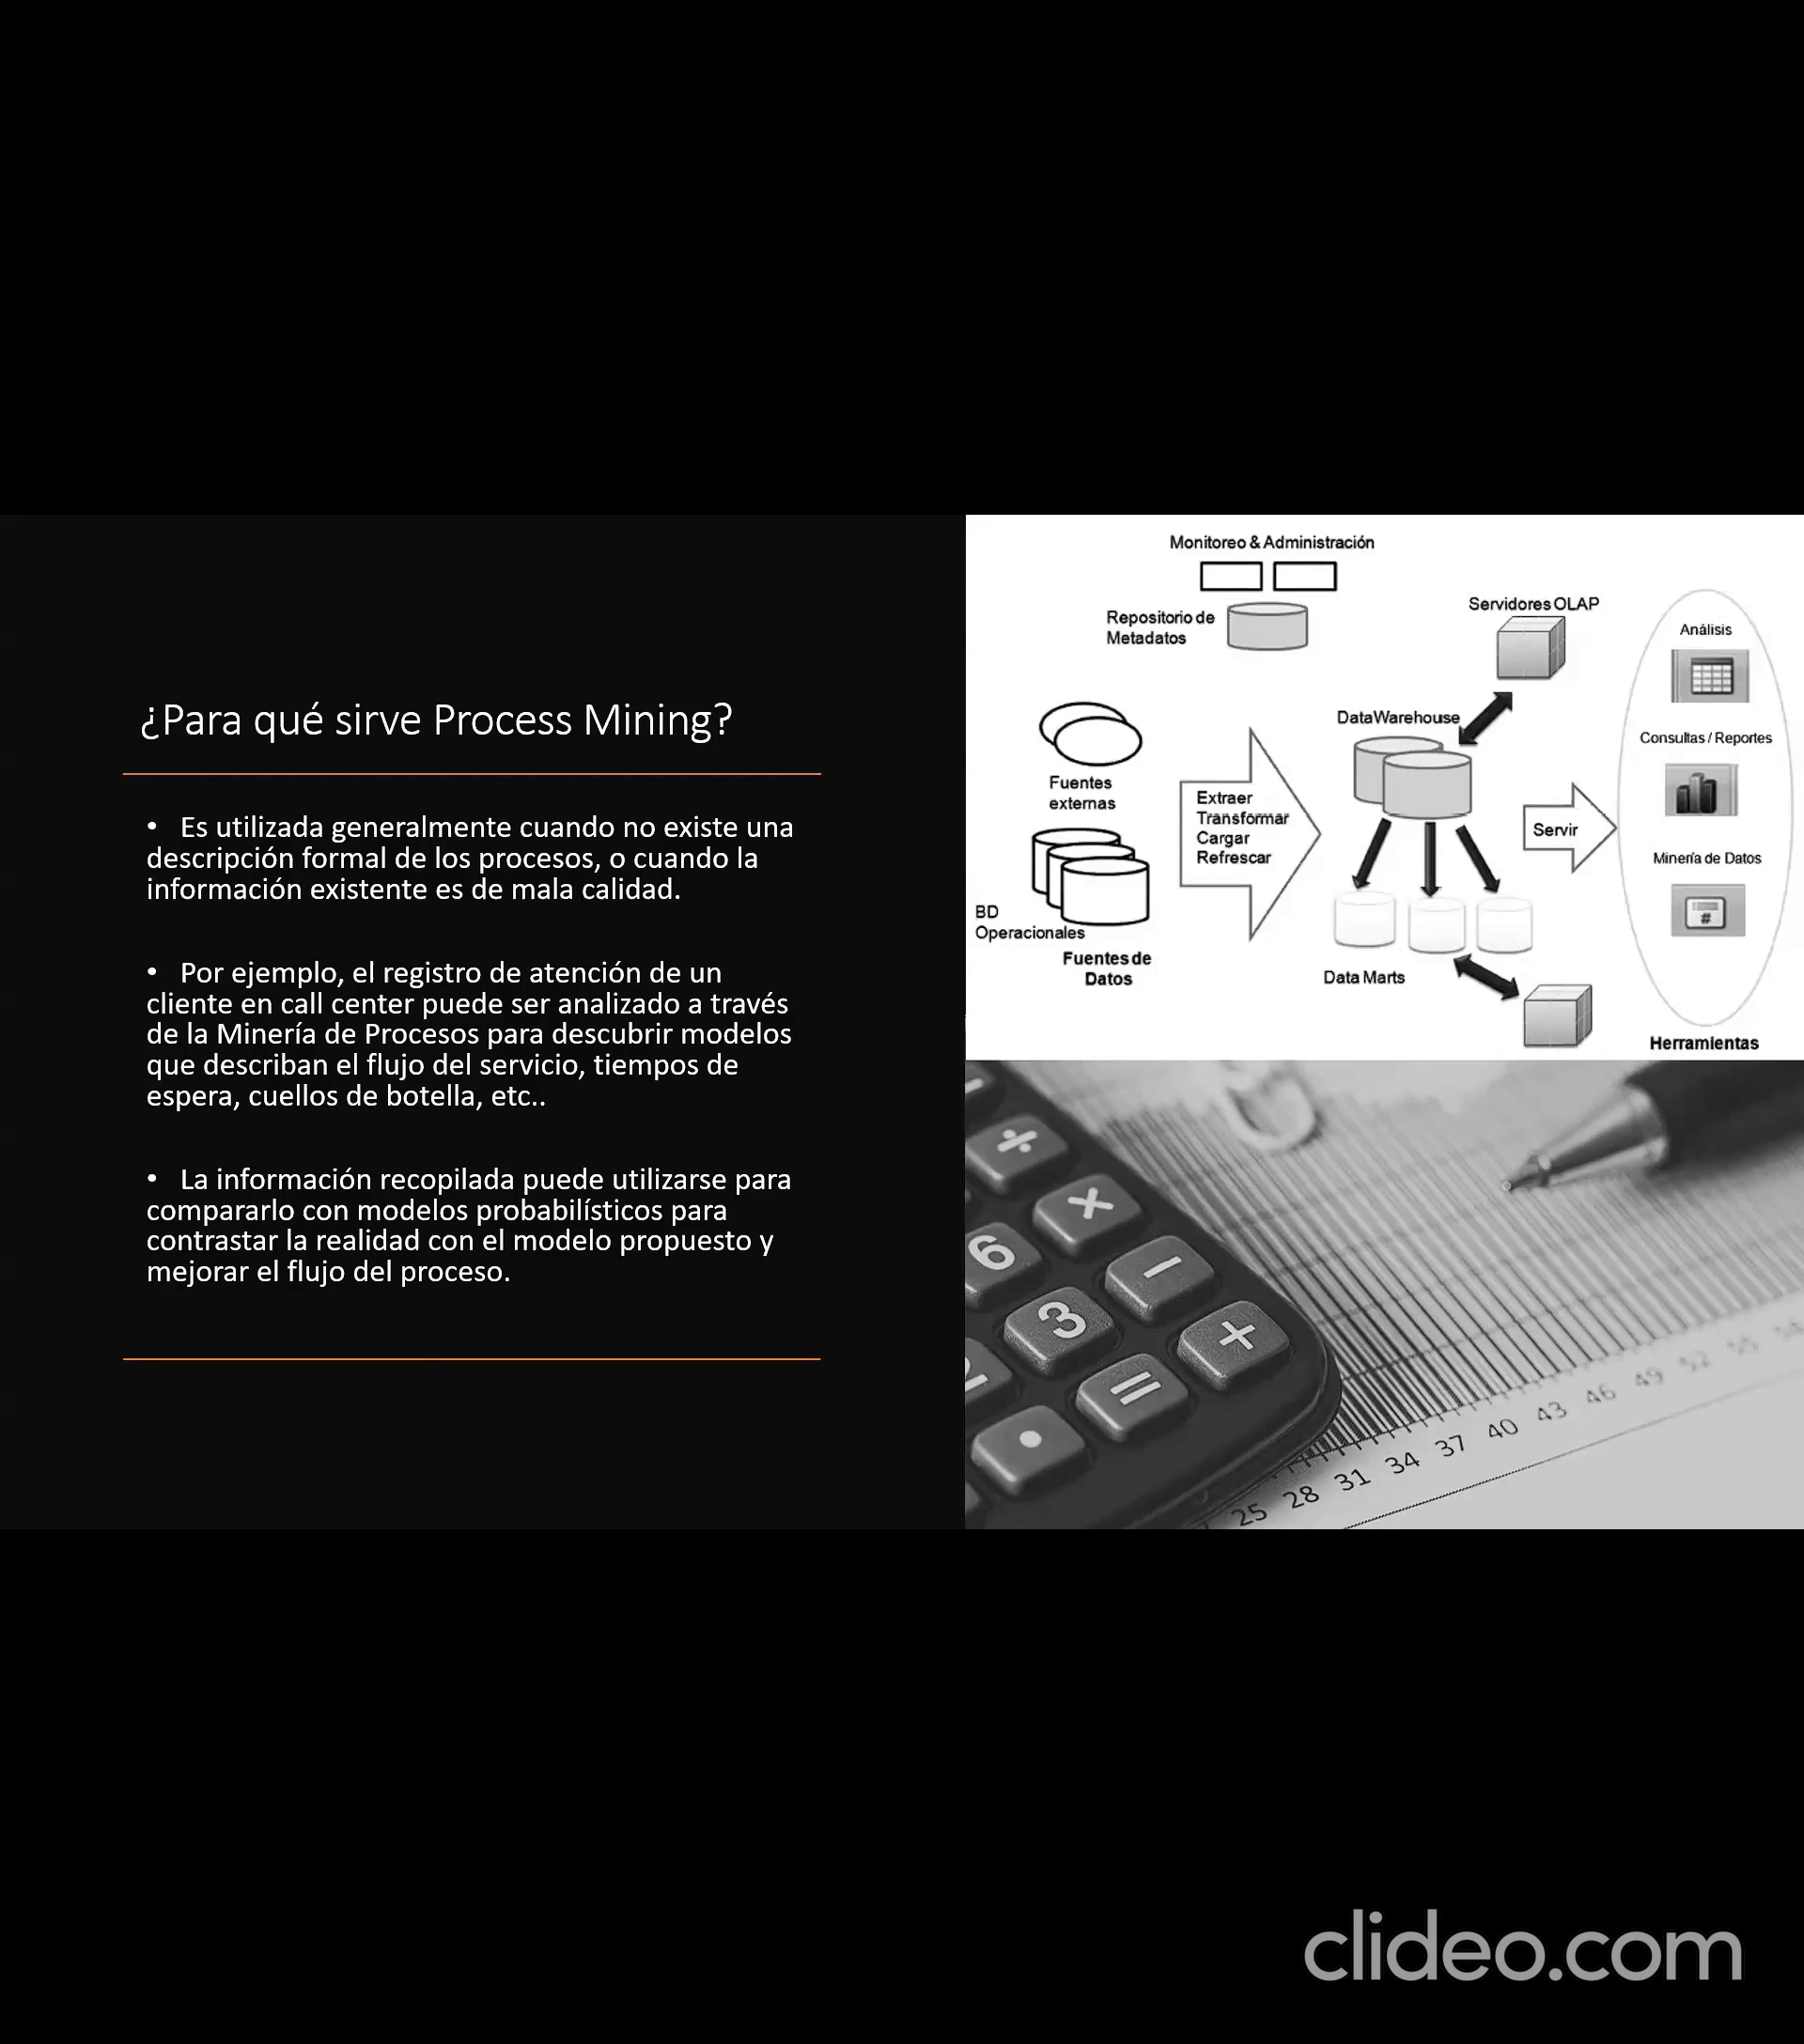 ¿Para qué sirve Process Mining?
• Es utilizada generalmente cuando no existe una
descripción formal de los procesos, o cuando la
información existente es de mala calidad.
• Por ejemplo, el registro de atención de un
cliente en call center puede ser analizado a través
de la Minería de Procesos para descubrir modelos
que describan el flujo del servicio, tiempos de
espera, cuellos de botella, etc..
• La información recopilada puede utilizarse para
compararlo con modelos probabilísticos para
contrastar la realidad con el modelo propuesto y
mejorar el flujo del proceso.
Monitoreo & Administración
Repositorio de
Metadatos
Servidores OLAP
Fuentes
externas
BD
Operacionales
Fuentes de
Datos
Extraer
Transformar
Cargar
Refrescar
DataWarehouse
Data Marts
Servir
Análisis
Consultas / Reportes
Minería de Datos
#
Herramientas
÷
×
6
−
3
+
=
25 28 31 34 37 40 43 46 49 52 55
clideo.com